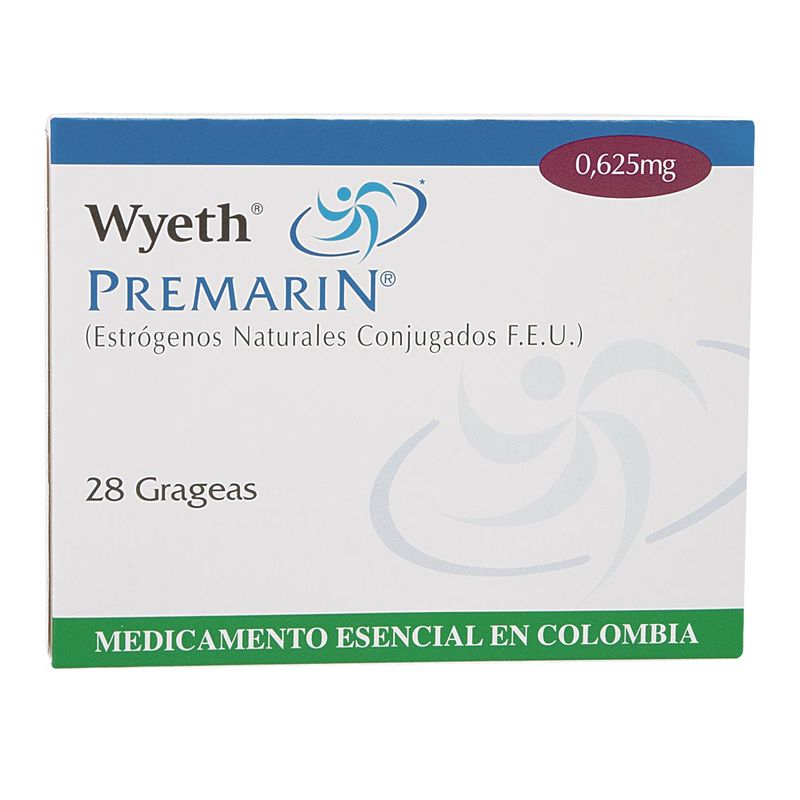 0,625mg
Wyeth®
*
PREMARIN®
(Estrógenos Naturales Conjugados F.E.U.)
28 Grageas
MEDICAMENTO ESENCIAL EN COLOMBIA